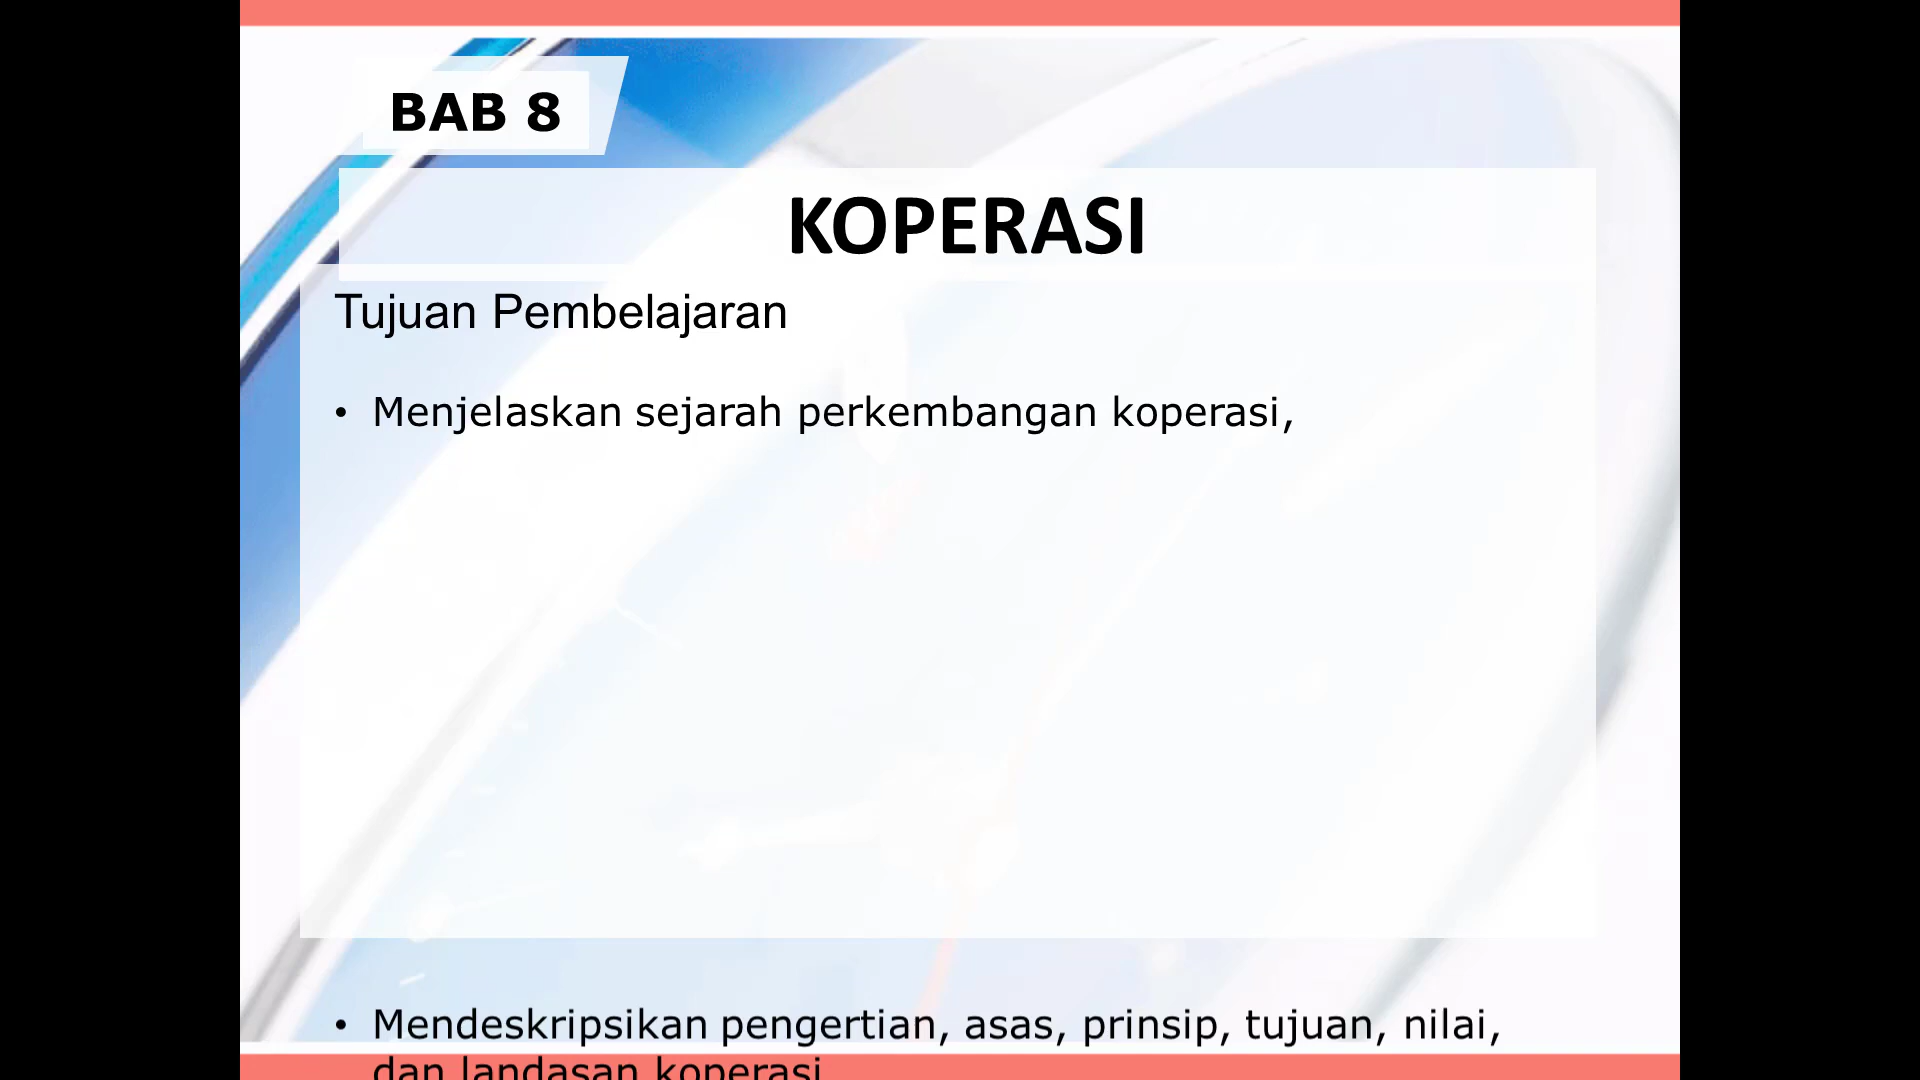 BAB 8
KOPERASI
Tujuan Pembelajaran
• Menjelaskan sejarah perkembangan koperasi,
• Mendeskripsikan pengertian, asas, prinsip, tujuan, nilai,
dan landasan koperasi